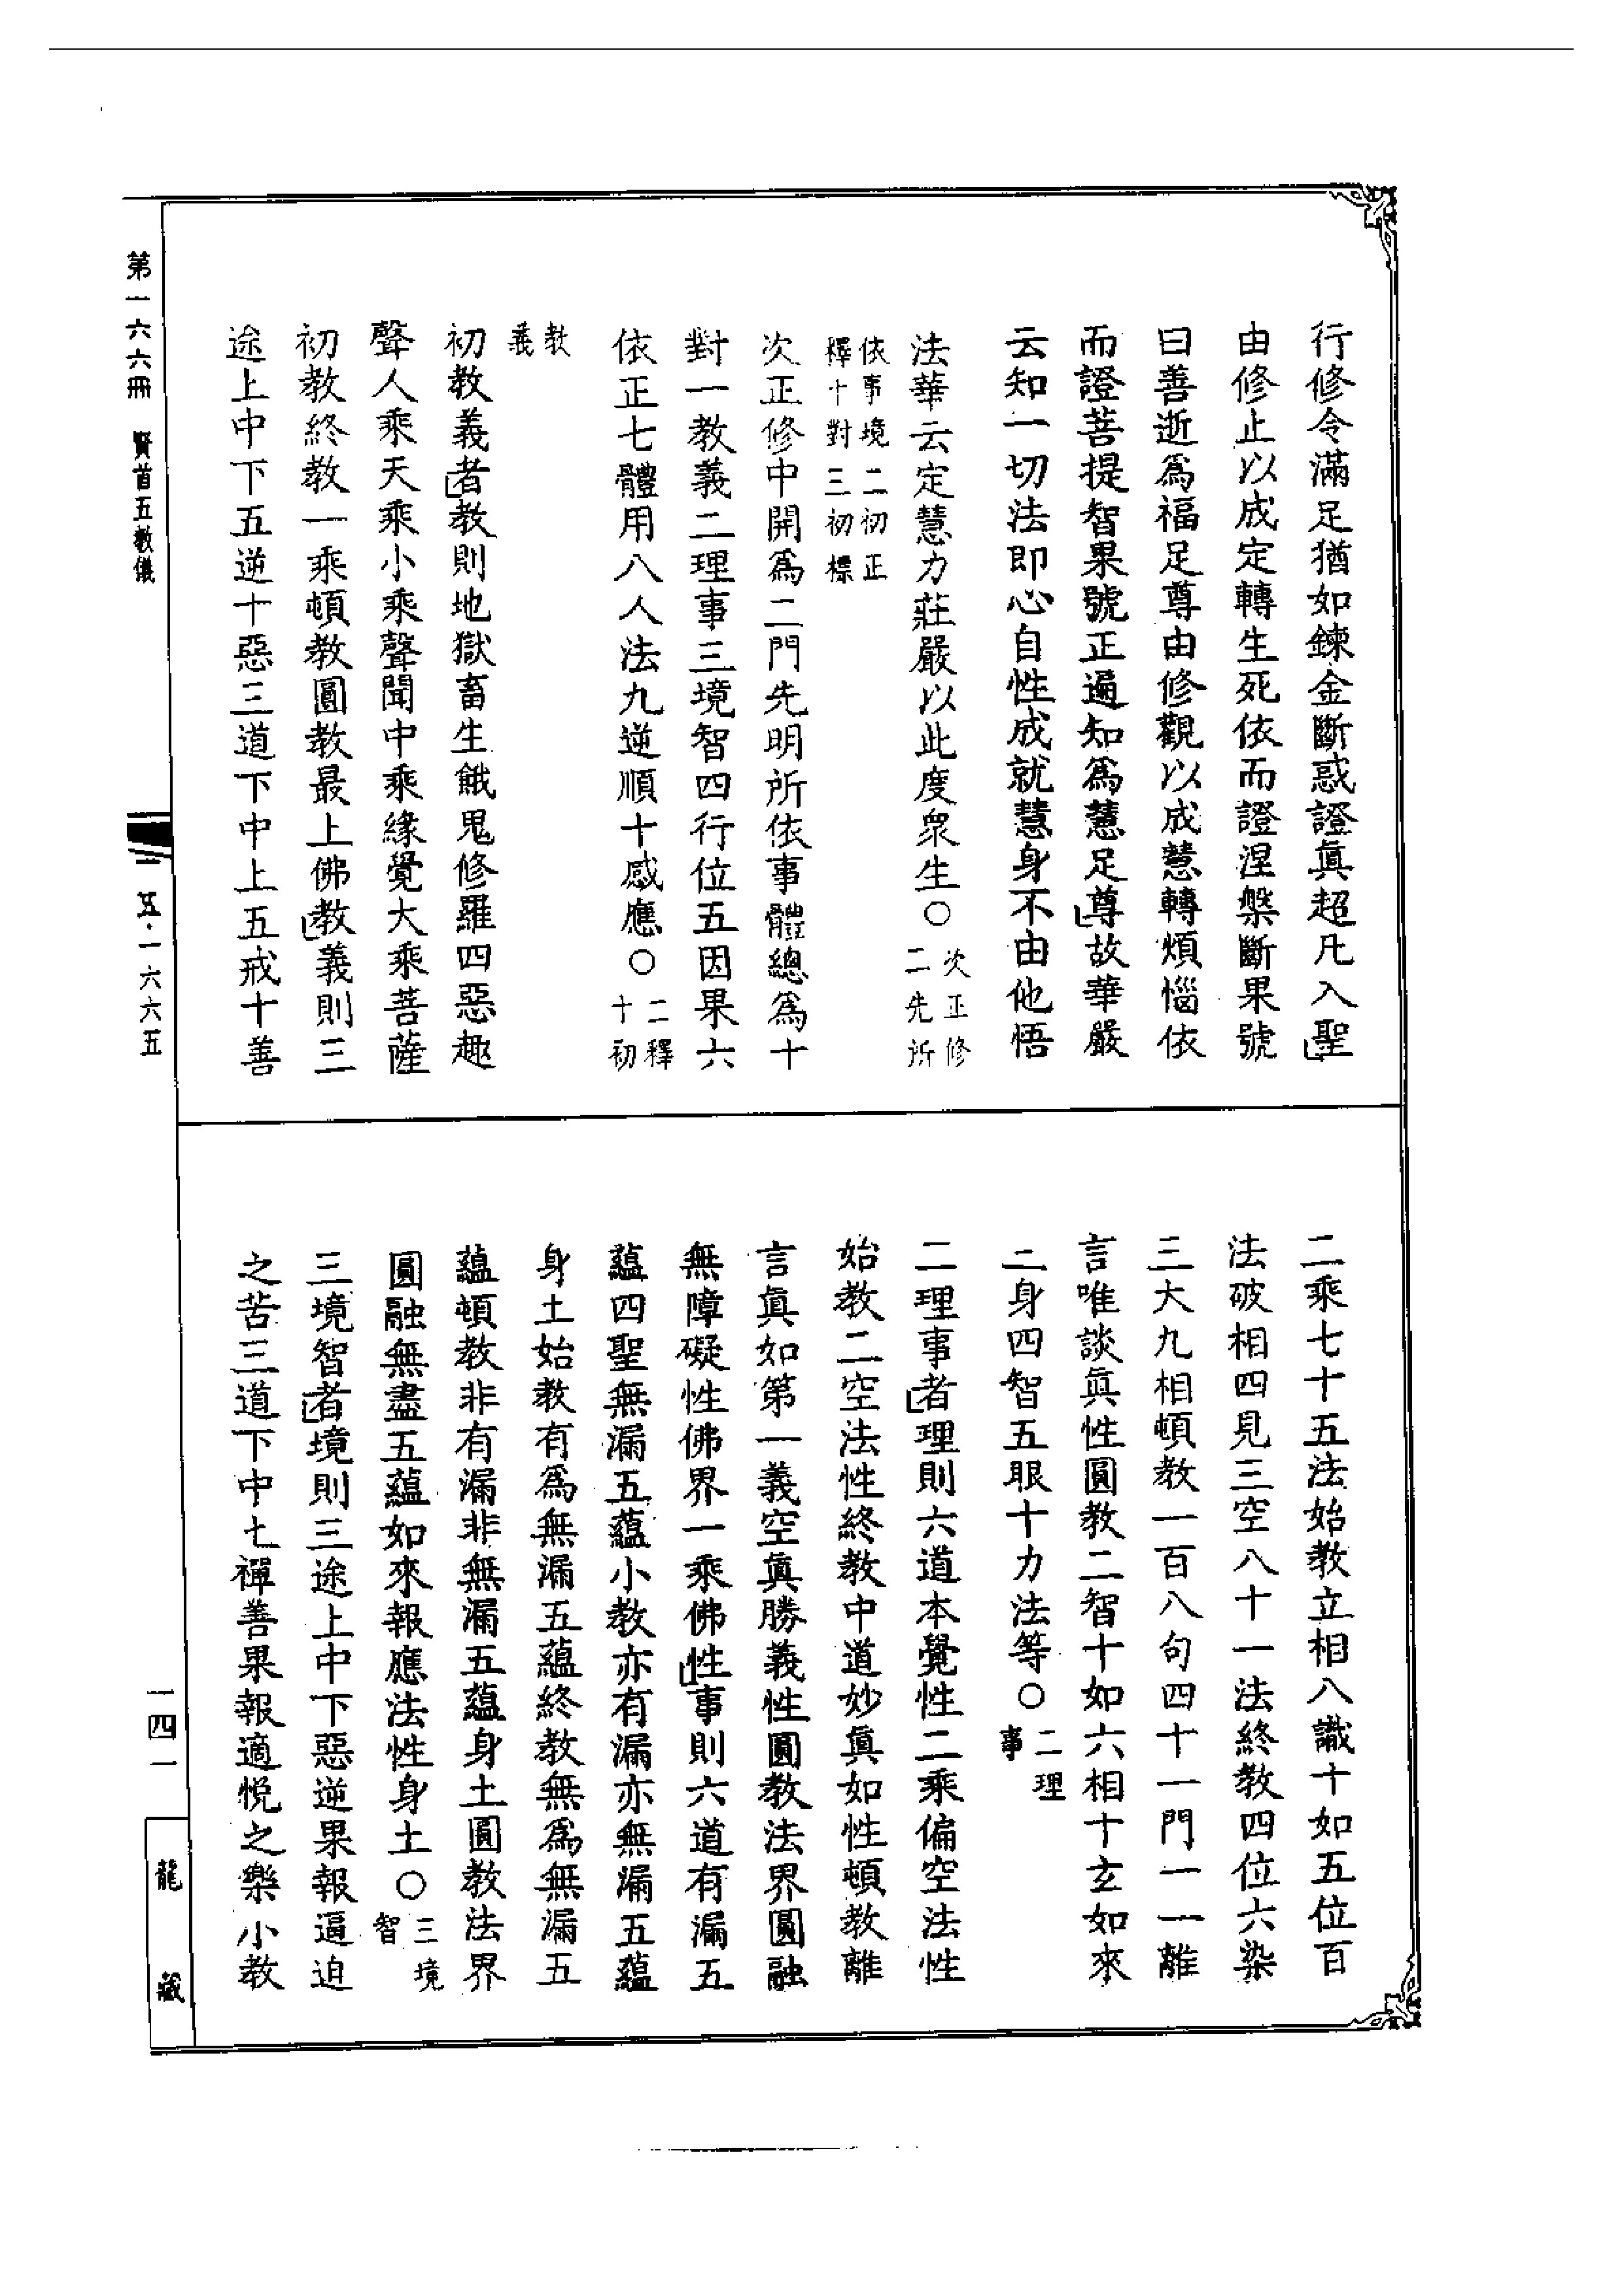 行修令滿足猶如鍊金斷惑證眞超凡入聖
由修止以成定轉生死依而證涅槃斷果號
曰善逝爲福足尊由修觀以成慧轉煩惱依
而證菩提智果號正遍知爲慧足尊故華嚴
云知一切法即心自性成就慧身不由他悟
法華云定慧力莊嚴以此度衆生〇次正修二先所
依事境二初正
釋十對三初標
次正修中開爲二門先明所依事體總爲十
對一教義二理事三境智四行位五因果六
依正七體用八人法九逆順十感應〇二釋十初
教
義
初教義者教則地獄畜生餓鬼修羅四惡趣
聲人乘天乘小乘聲聞中乘緣覺大乘菩薩
初教終教一乘頓教圓教最上佛教義則三
途上中下五逆十惡三道下中上五戒十善
二乘七十五法始教立相八識十如五位百
法破相四見三空八十一法終教四位六染
三大九相頓教一百八句四十一門一一離
言唯談眞性圓教二智十如六相十玄如來
二身四智五眼十力法等〇二理事
二理事者理則六道本覺性二乘偏空法性
始教二空法性終教中道妙眞如性頓教離
言眞如第一義空眞勝義性圓教法界圓融
無障礙性佛界一乘佛性事則六道有漏五
蘊四聖無漏五蘊小教亦有漏亦無漏五蘊
身土始教有爲無漏五蘊終教無爲無漏五
蘊頓教非有漏非無漏五蘊身土圓教法界
圓融無盡五蘊如來報應法性身土〇三境智
三境智者境則三途上中下惡逆果報逼迫
之苦三道下中七禪善果報適悅之樂小教
第一六六冊 賢首五教儀
五·一六六五
一四一
龍藏